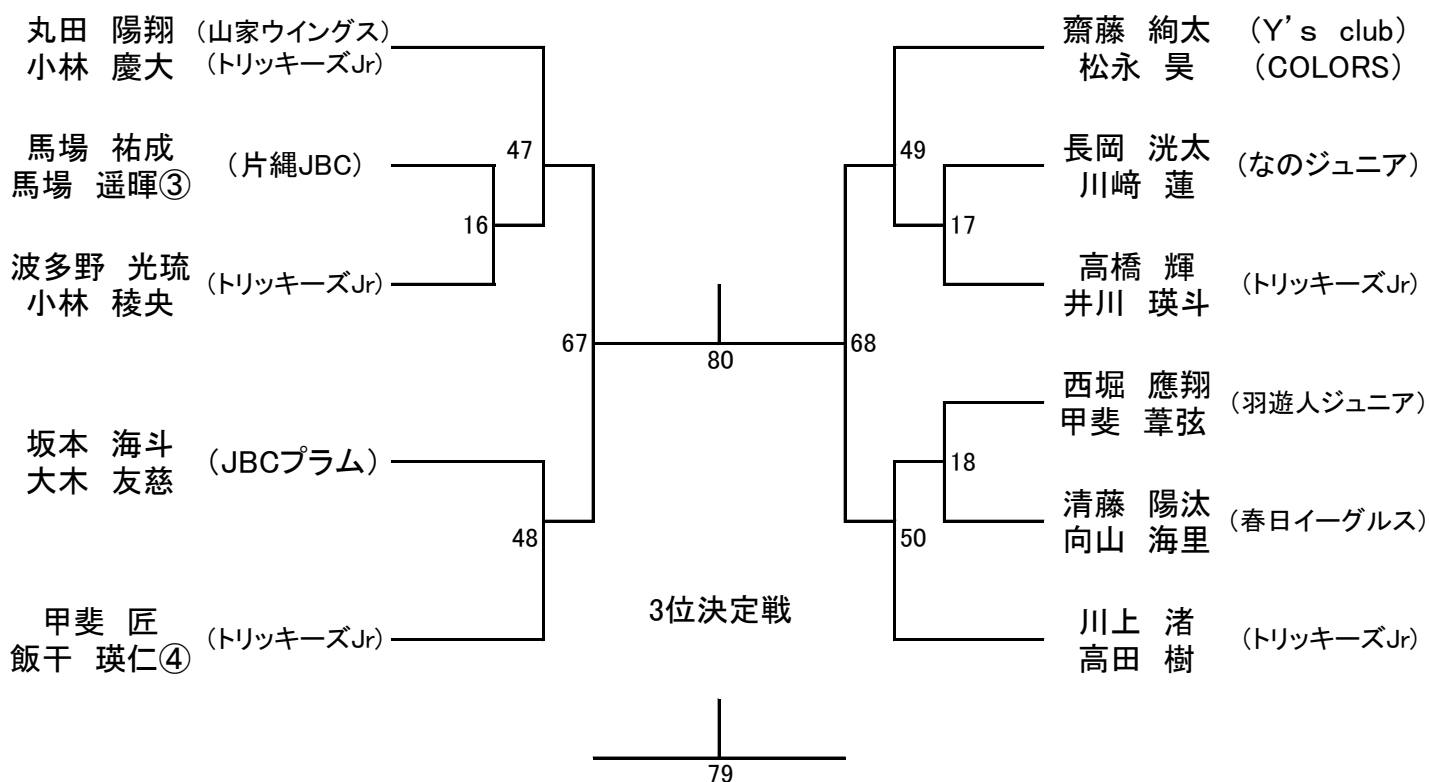 丸田　陽翔 (山家ウイングス)
小林　慶大 (トリッキーズJr)
馬場　祐成
馬場　遥暉③ (片縄JBC)
波多野　光琉
小林　稜央 (トリッキーズJr)
坂本　海斗
大木　友慈 (JBCプラム)
甲斐　匠
飯干　瑛仁④ (トリッキーズJr)
47
16
67
48
80
3位決定戦
79
齋藤　絢太 (Y's club)
松永　昊 (COLORS)
長岡　洸太
川﨑　蓮 (なのジュニア)
高橋　輝
井川　瑛斗 (トリッキーズJr)
西堀　應翔
甲斐　葦弦 (羽遊人ジュニア)
清藤　陽汰
向山　海里 (春日イーグルス)
川上　渚
高田　樹 (トリッキーズJr)
49
17
68
18
50